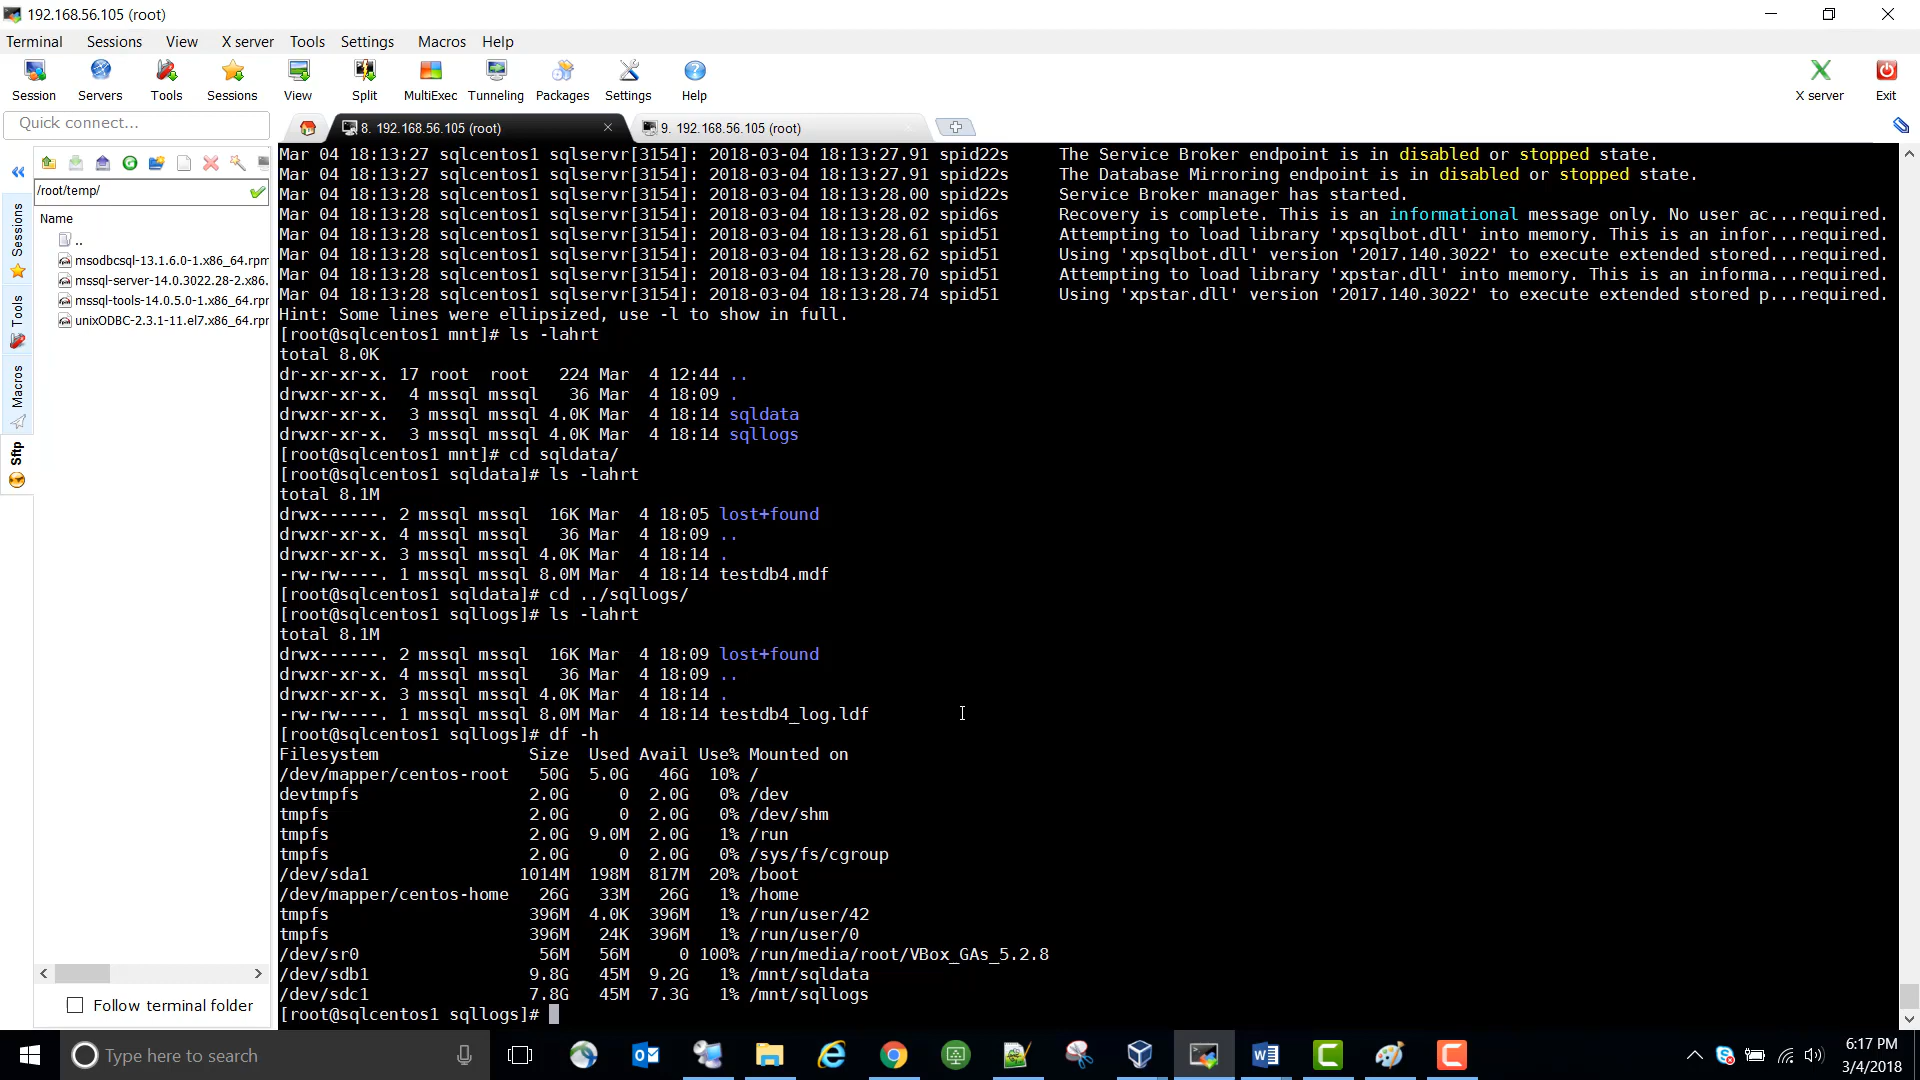 192.168.56.105 (root)
Terminal Sessions View X server Tools Settings Macros Help
Session Servers Tools Sessions View Split MultiExec Tunneling Packages Settings Help X server Exit
Quick connect...
8. 192.168.56.105 (root)
9. 192.168.56.105 (root)
/root/temp/
Name
..
msodbcsql-13.1.6.0-1.x86_64.rpm
mssql-server-14.0.3022.28-2.x86.
mssql-tools-14.0.5.0-1.x86_64.rpr
unixODBC-2.3.1-11.el7.x86_64.rpr
Sessions
Tools
Macros
Sftp
Follow terminal folder
Mar 04 18:13:27 sqlcentos1 sqlservr[3154]: 2018-03-04 18:13:27.91 spid22s The Service Broker endpoint is in disabled or stopped state.
Mar 04 18:13:27 sqlcentos1 sqlservr[3154]: 2018-03-04 18:13:27.91 spid22s The Database Mirroring endpoint is in disabled or stopped state.
Mar 04 18:13:28 sqlcentos1 sqlservr[3154]: 2018-03-04 18:13:28.00 spid22s Service Broker manager has started.
Mar 04 18:13:28 sqlcentos1 sqlservr[3154]: 2018-03-04 18:13:28.02 spid6s Recovery is complete. This is an informational message only. No user ac...required.
Mar 04 18:13:28 sqlcentos1 sqlservr[3154]: 2018-03-04 18:13:28.61 spid51 Attempting to load library 'xpsqlbot.dll' into memory. This is an infor...required.
Mar 04 18:13:28 sqlcentos1 sqlservr[3154]: 2018-03-04 18:13:28.62 spid51 Using 'xpsqlbot.dll' version '2017.140.3022' to execute extended stored...required.
Mar 04 18:13:28 sqlcentos1 sqlservr[3154]: 2018-03-04 18:13:28.70 spid51 Attempting to load library 'xpstar.dll' into memory. This is an informa...required.
Mar 04 18:13:28 sqlcentos1 sqlservr[3154]: 2018-03-04 18:13:28.74 spid51 Using 'xpstar.dll' version '2017.140.3022' to execute extended stored p...required.
Hint: Some lines were ellipsized, use -l to show in full.
[root@sqlcentos1 mnt]# ls -lahrt
total 8.0K
dr-xr-xr-x. 17 root root 224 Mar 4 12:44 ..
drwxr-xr-x. 4 mssql mssql 36 Mar 4 18:09 .
drwxr-xr-x. 3 mssql mssql 4.0K Mar 4 18:14 sqldata
drwxr-xr-x. 3 mssql mssql 4.0K Mar 4 18:14 sqllogs
[root@sqlcentos1 mnt]# cd sqldata/
[root@sqlcentos1 sqldata]# ls -lahrt
total 8.1M
drwx------. 2 mssql mssql 16K Mar 4 18:05 lost+found
drwxr-xr-x. 4 mssql mssql 36 Mar 4 18:09 ..
drwxr-xr-x. 3 mssql mssql 4.0K Mar 4 18:14 .
-rw-rw----. 1 mssql mssql 8.0M Mar 4 18:14 testdb4.mdf
[root@sqlcentos1 sqldata]# cd ../sqllogs/
[root@sqlcentos1 sqllogs]# ls -lahrt
total 8.1M
drwx------. 2 mssql mssql 16K Mar 4 18:09 lost+found
drwxr-xr-x. 4 mssql mssql 36 Mar 4 18:09 ..
drwxr-xr-x. 3 mssql mssql 4.0K Mar 4 18:14 .
-rw-rw----. 1 mssql mssql 8.0M Mar 4 18:14 testdb4_log.ldf
[root@sqlcentos1 sqllogs]# df -h
Filesystem Size Used Avail Use% Mounted on
/dev/mapper/centos-root 50G 5.0G 46G 10% /
devtmpfs 2.0G 0 2.0G 0% /dev
tmpfs 2.0G 0 2.0G 0% /dev/shm
tmpfs 2.0G 9.0M 2.0G 1% /run
tmpfs 2.0G 0 2.0G 0% /sys/fs/cgroup
/dev/sda1 1014M 198M 817M 20% /boot
/dev/mapper/centos-home 26G 33M 26G 1% /home
tmpfs 396M 4.0K 396M 1% /run/user/42
tmpfs 396M 24K 396M 1% /run/user/0
/dev/sr0 56M 56M 0 100% /run/media/root/VBox_GAs_5.2.8
/dev/sdb1 9.8G 45M 9.2G 1% /mnt/sqldata
/dev/sdc1 7.8G 45M 7.3G 1% /mnt/sqllogs
[root@sqlcentos1 sqllogs]#
Type here to search
6:17 PM
3/4/2018